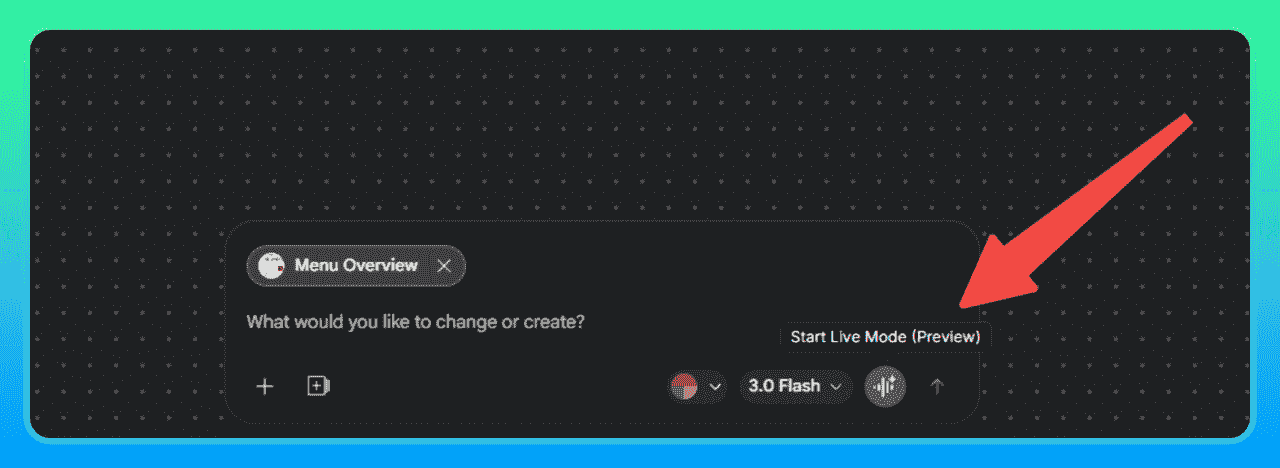 Menu Overview
What would you like to change or create?
Start Live Mode (Preview)
3.0 Flash